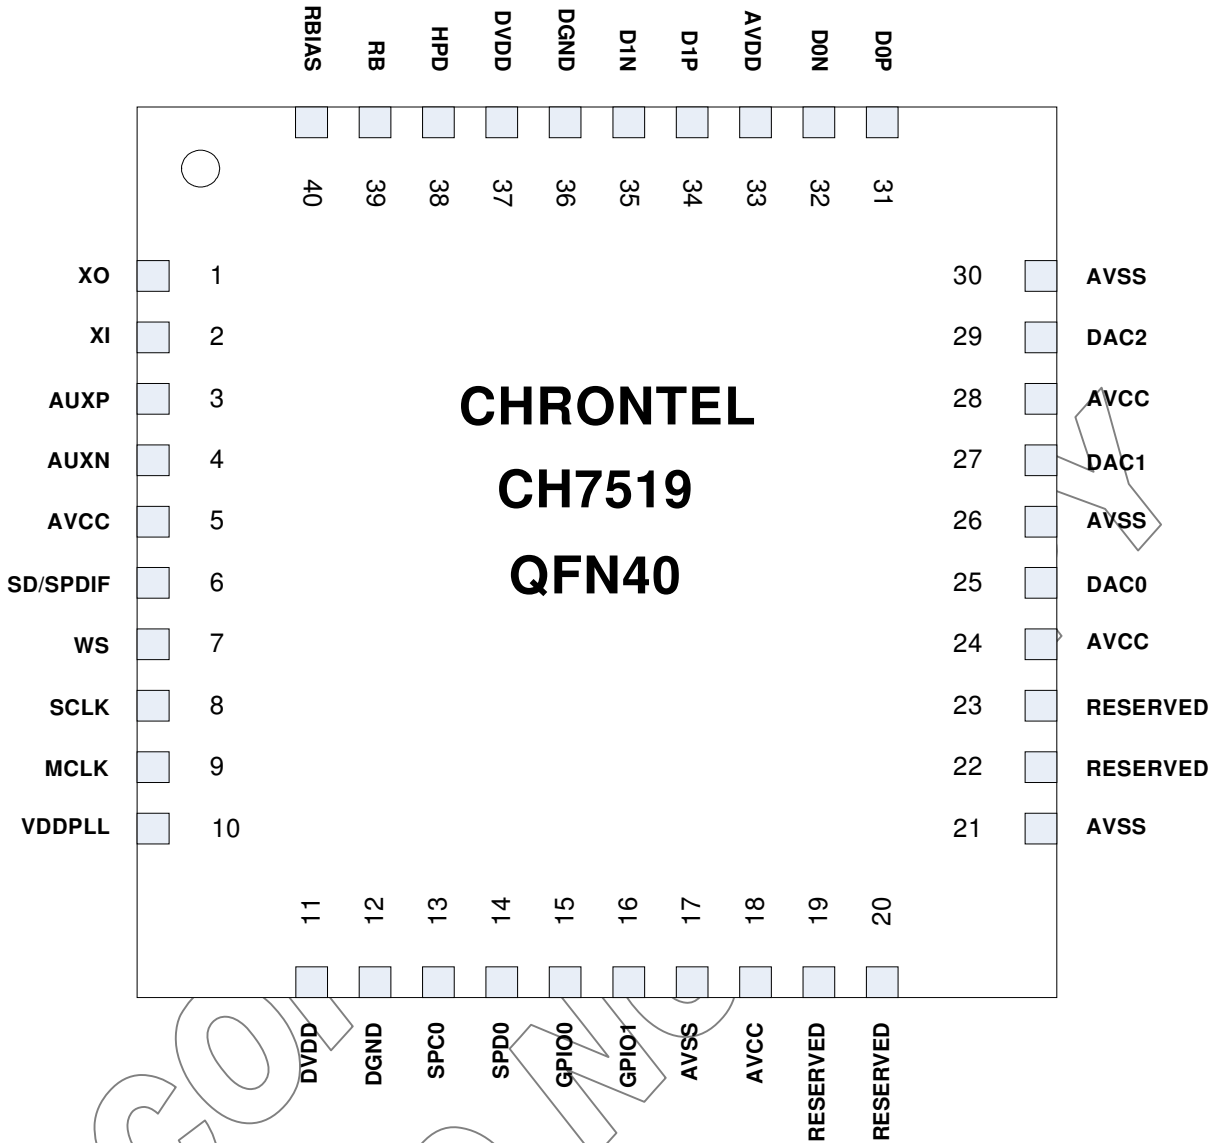 RBIAS RB HPD DVDD DGND D1N D1P AVDD D0N D0P
40 39 38 37 36 35 34 33 32 31
XO 1
XI 2
AUXP 3
AUXN 4
AVCC 5
SD/SPDIF 6
WS 7
SCLK 8
MCLK 9
VDDPLL 10
CHRONTEL
CH7519
QFN40
30 AVSS
29 DAC2
28 AVCC
27 DAC1
26 AVSS
25 DAC0
24 AVCC
23 RESERVED
22 RESERVED
21 AVSS
11 12 13 14 15 16 17 18 19 20
DVDD DGND SPC0 SPD0 GPIO0 GPIO1 AVSS AVCC RESERVED RESERVED